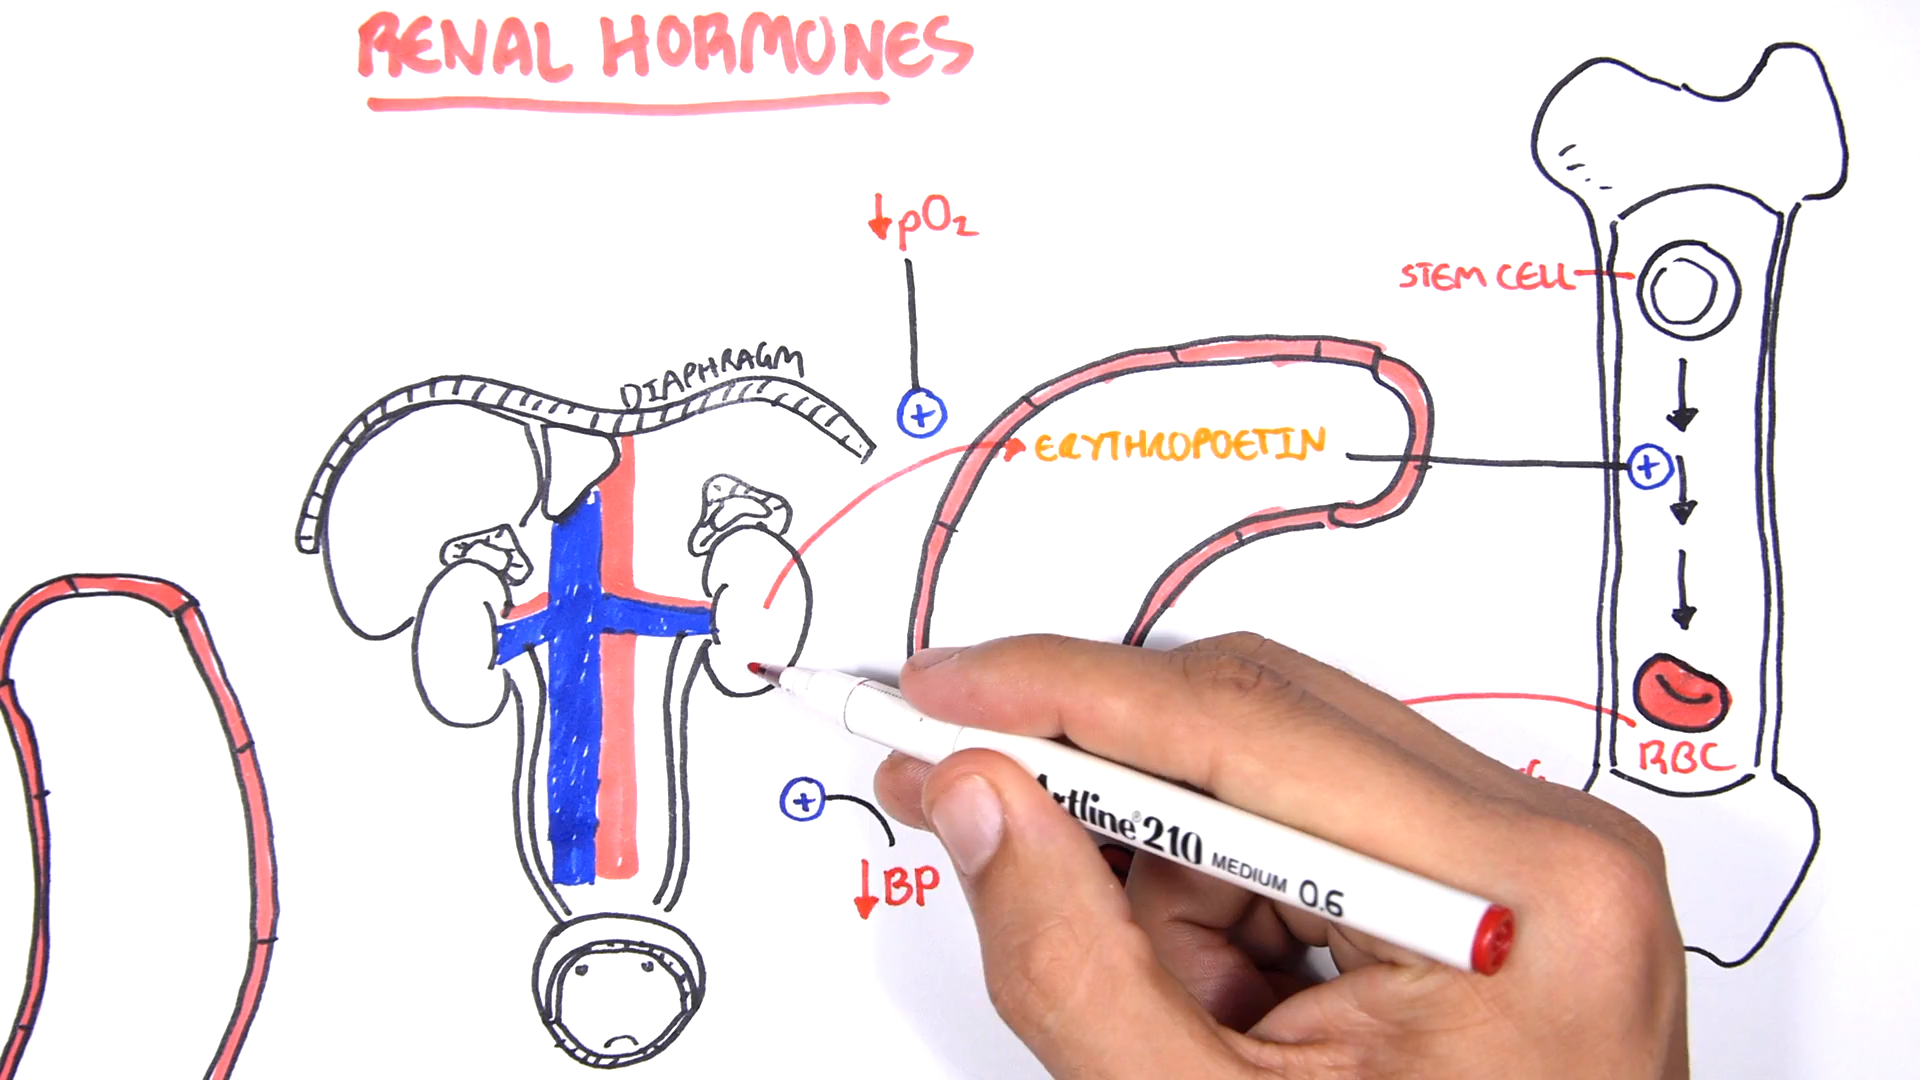 RENAL HORMONES
↓pO₂
STEM CELL
DIAPHRAGM
+
ERYTHROPOETIN
+
RBC
+
↓BP
Artline® 210 MEDIUM 0.6